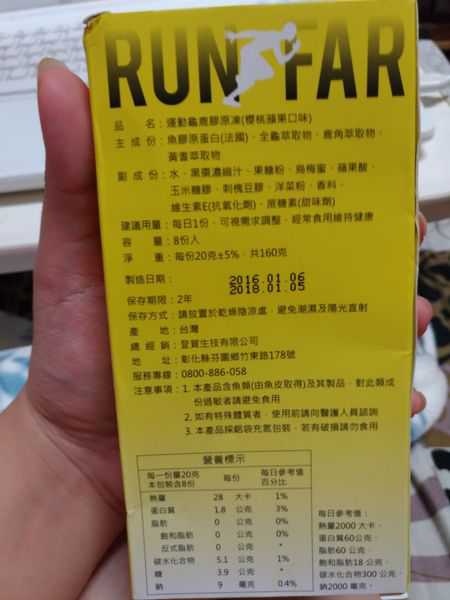 RUN FAR
品 名：運動龜鹿膠原凍(櫻桃蘋果口味)
主 成 份：魚膠原蛋白(法國)、全龜萃取物、鹿角萃取物、
黃耆萃取物
副 成 份：水、黑棗濃縮汁、果糖粉、烏梅蜜、蘋果酸、
玉米糖膠、刺槐豆膠、洋菜粉、香料、
維生素E(抗氧化劑)、蔗糖素(甜味劑)
建議用量：每日1份，可視需求調整，經常食用維持健康
容 量：8份入
淨 重：每份20克±5%，共160克
製造日期：
2016.01.06
2018.01.05
保存期限：2年
保存方式：請放置於乾燥陰涼處，避免潮濕及陽光直射
產 地：台灣
總 經 銷：登賀生技有限公司
地 址：彰化縣芬園鄉竹東路178號
服務專線：0800-886-058
注意事項：1. 本產品含魚類(由魚皮取得)及其製品，對此類成
份過敏者請避免食用
2. 如有特殊體質者，使用前請向醫護人員諮詢
3. 本產品採鋁袋充氮包裝，若有破損請勿食用
營養標示
每一份量20克
本包裝含8份
每份
每日參考值
百分比
熱量 28 大卡 1%
蛋白質 1.8 公克 3%
脂肪 0 公克 0%
飽和脂肪 0 公克 0%
反式脂肪 0 公克 *
碳水化合物 5.1 公克 1%
糖 3.9 公克 *
鈉 9 毫克 0.4%
每日參考值：
熱量2000 大卡、
蛋白質60公克、
脂肪60 公克、
飽和脂肪18 公克、
碳水化合物300 公克、
鈉2000 毫克。